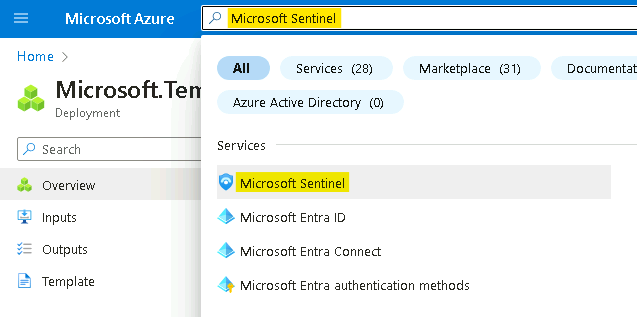 Microsoft Azure
Microsoft Sentinel
Home
Microsoft.Tem
Deployment
Search
Overview
Inputs
Outputs
Template
All
Services (28)
Marketplace (31)
Documentat
Azure Active Directory (0)
Services
Microsoft Sentinel
Microsoft Entra ID
Microsoft Entra Connect
Microsoft Entra authentication methods